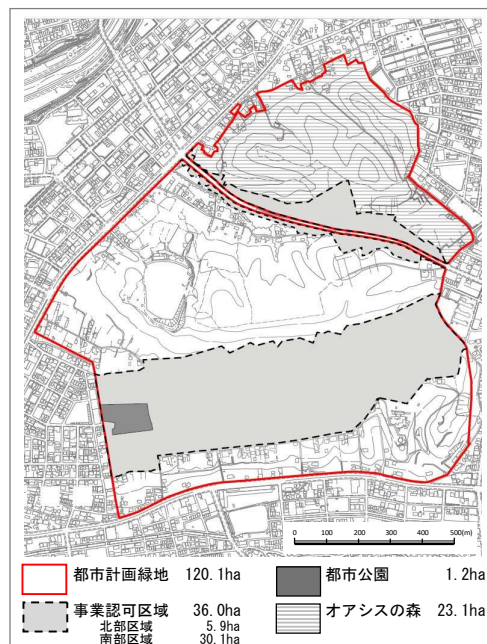 0 100 200 300 400 500(m)
都市計画緑地 120.1ha
都市公園 1.2ha
事業認可区域 36.0ha
オアシスの森 23.1ha
北部区域 5.9ha
南部区域 30.1ha